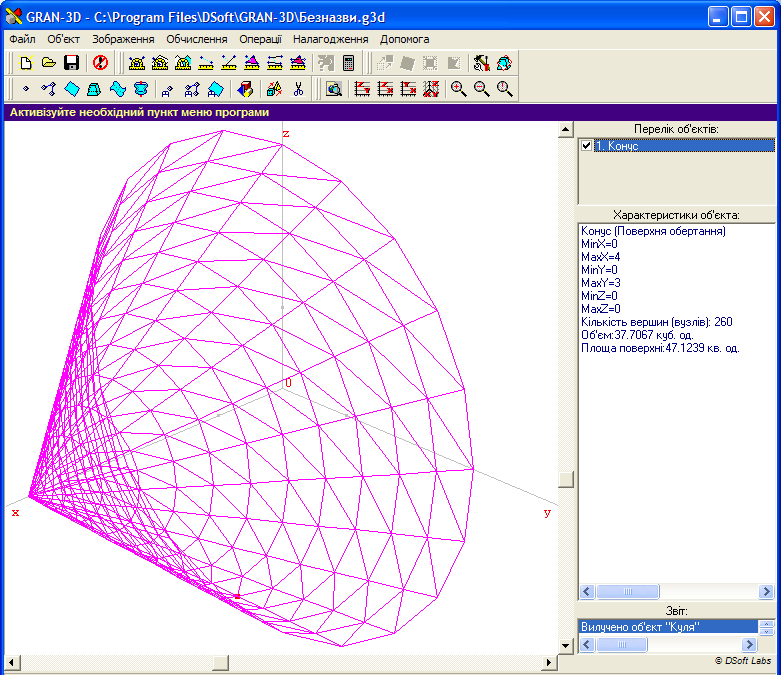 GRAN-3D - C:\Program Files\DSoft\GRAN-3D\Безназви.g3d
Файл Об'єкт Зображення Обчислення Операції Налагодження Допомога
Активізуйте необхідний пункт меню програми
z
0
x
y
Перелік об'єктів:
1. Конус
Характеристики об'єкта:
Конус (Поверхня обертання)
MinX=0
MaxX=4
MinY=0
MaxY=3
MinZ=0
MaxZ=0
Кількість вершин (вузлів): 260
Об'єм:37.7067 куб. од.
Площа поверхні:47.1239 кв. од.
Звіт:
Вилучено об'єкт "Куля"
© DSoft Labs